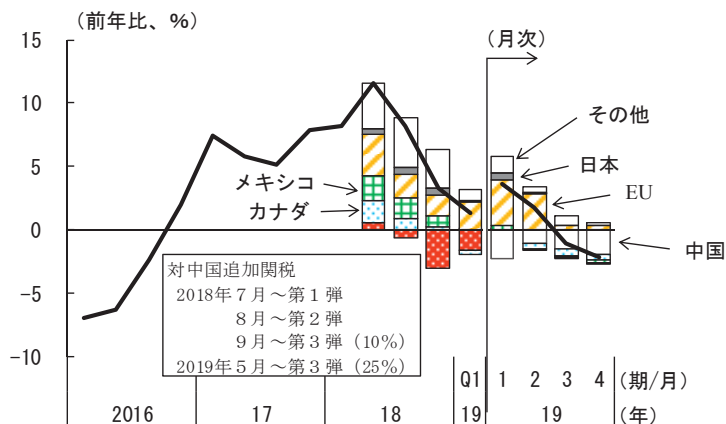 (前年比、%)
15
(月次)
10
その他
日本
5
メキシコ
EU
カナダ
0
中国
対中国追加関税
2018年7月~第1弾
8月~第2弾
9月~第3弾(10%)
2019年5月~第3弾(25%)
-5
-10
Q1 1 2 3 4 (期/月)
2016 17 18 19 19 (年)